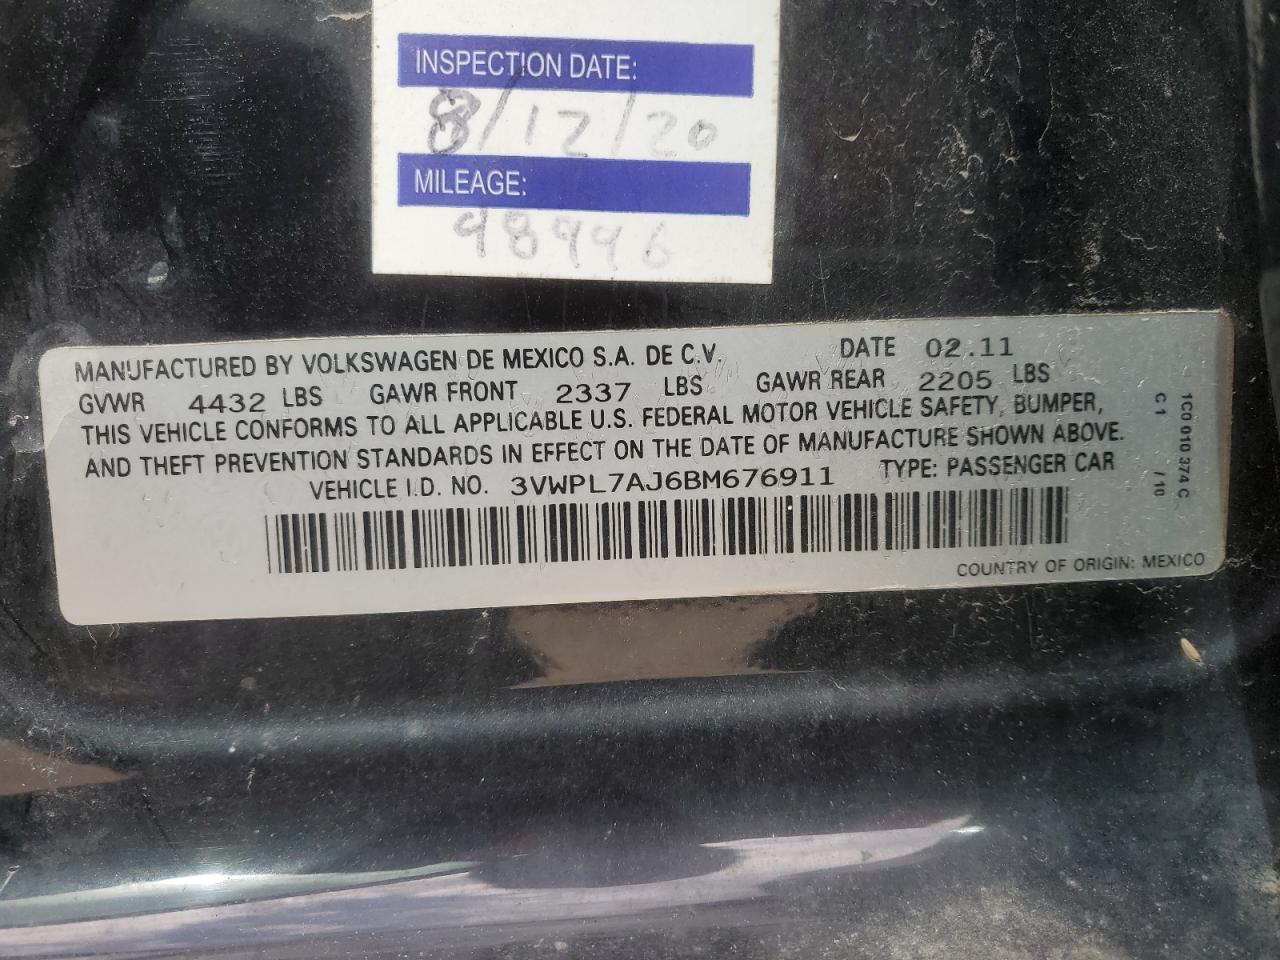 INSPECTION DATE:
8/12/20
MILEAGE:
98996
MANUFACTURED BY VOLKSWAGEN DE MEXICO S.A. DE C.V. DATE 02.11
GVWR 4432 LBS GAWR FRONT 2337 LBS GAWR REAR 2205 LBS
THIS VEHICLE CONFORMS TO ALL APPLICABLE U.S. FEDERAL MOTOR VEHICLE SAFETY, BUMPER,
AND THEFT PREVENTION STANDARDS IN EFFECT ON THE DATE OF MANUFACTURE SHOWN ABOVE.
VEHICLE I.D. NO. 3VWPL7AJ6BM676911 TYPE: PASSENGER CAR
COUNTRY OF ORIGIN: MEXICO
1C0 010 374 C
C1 /10